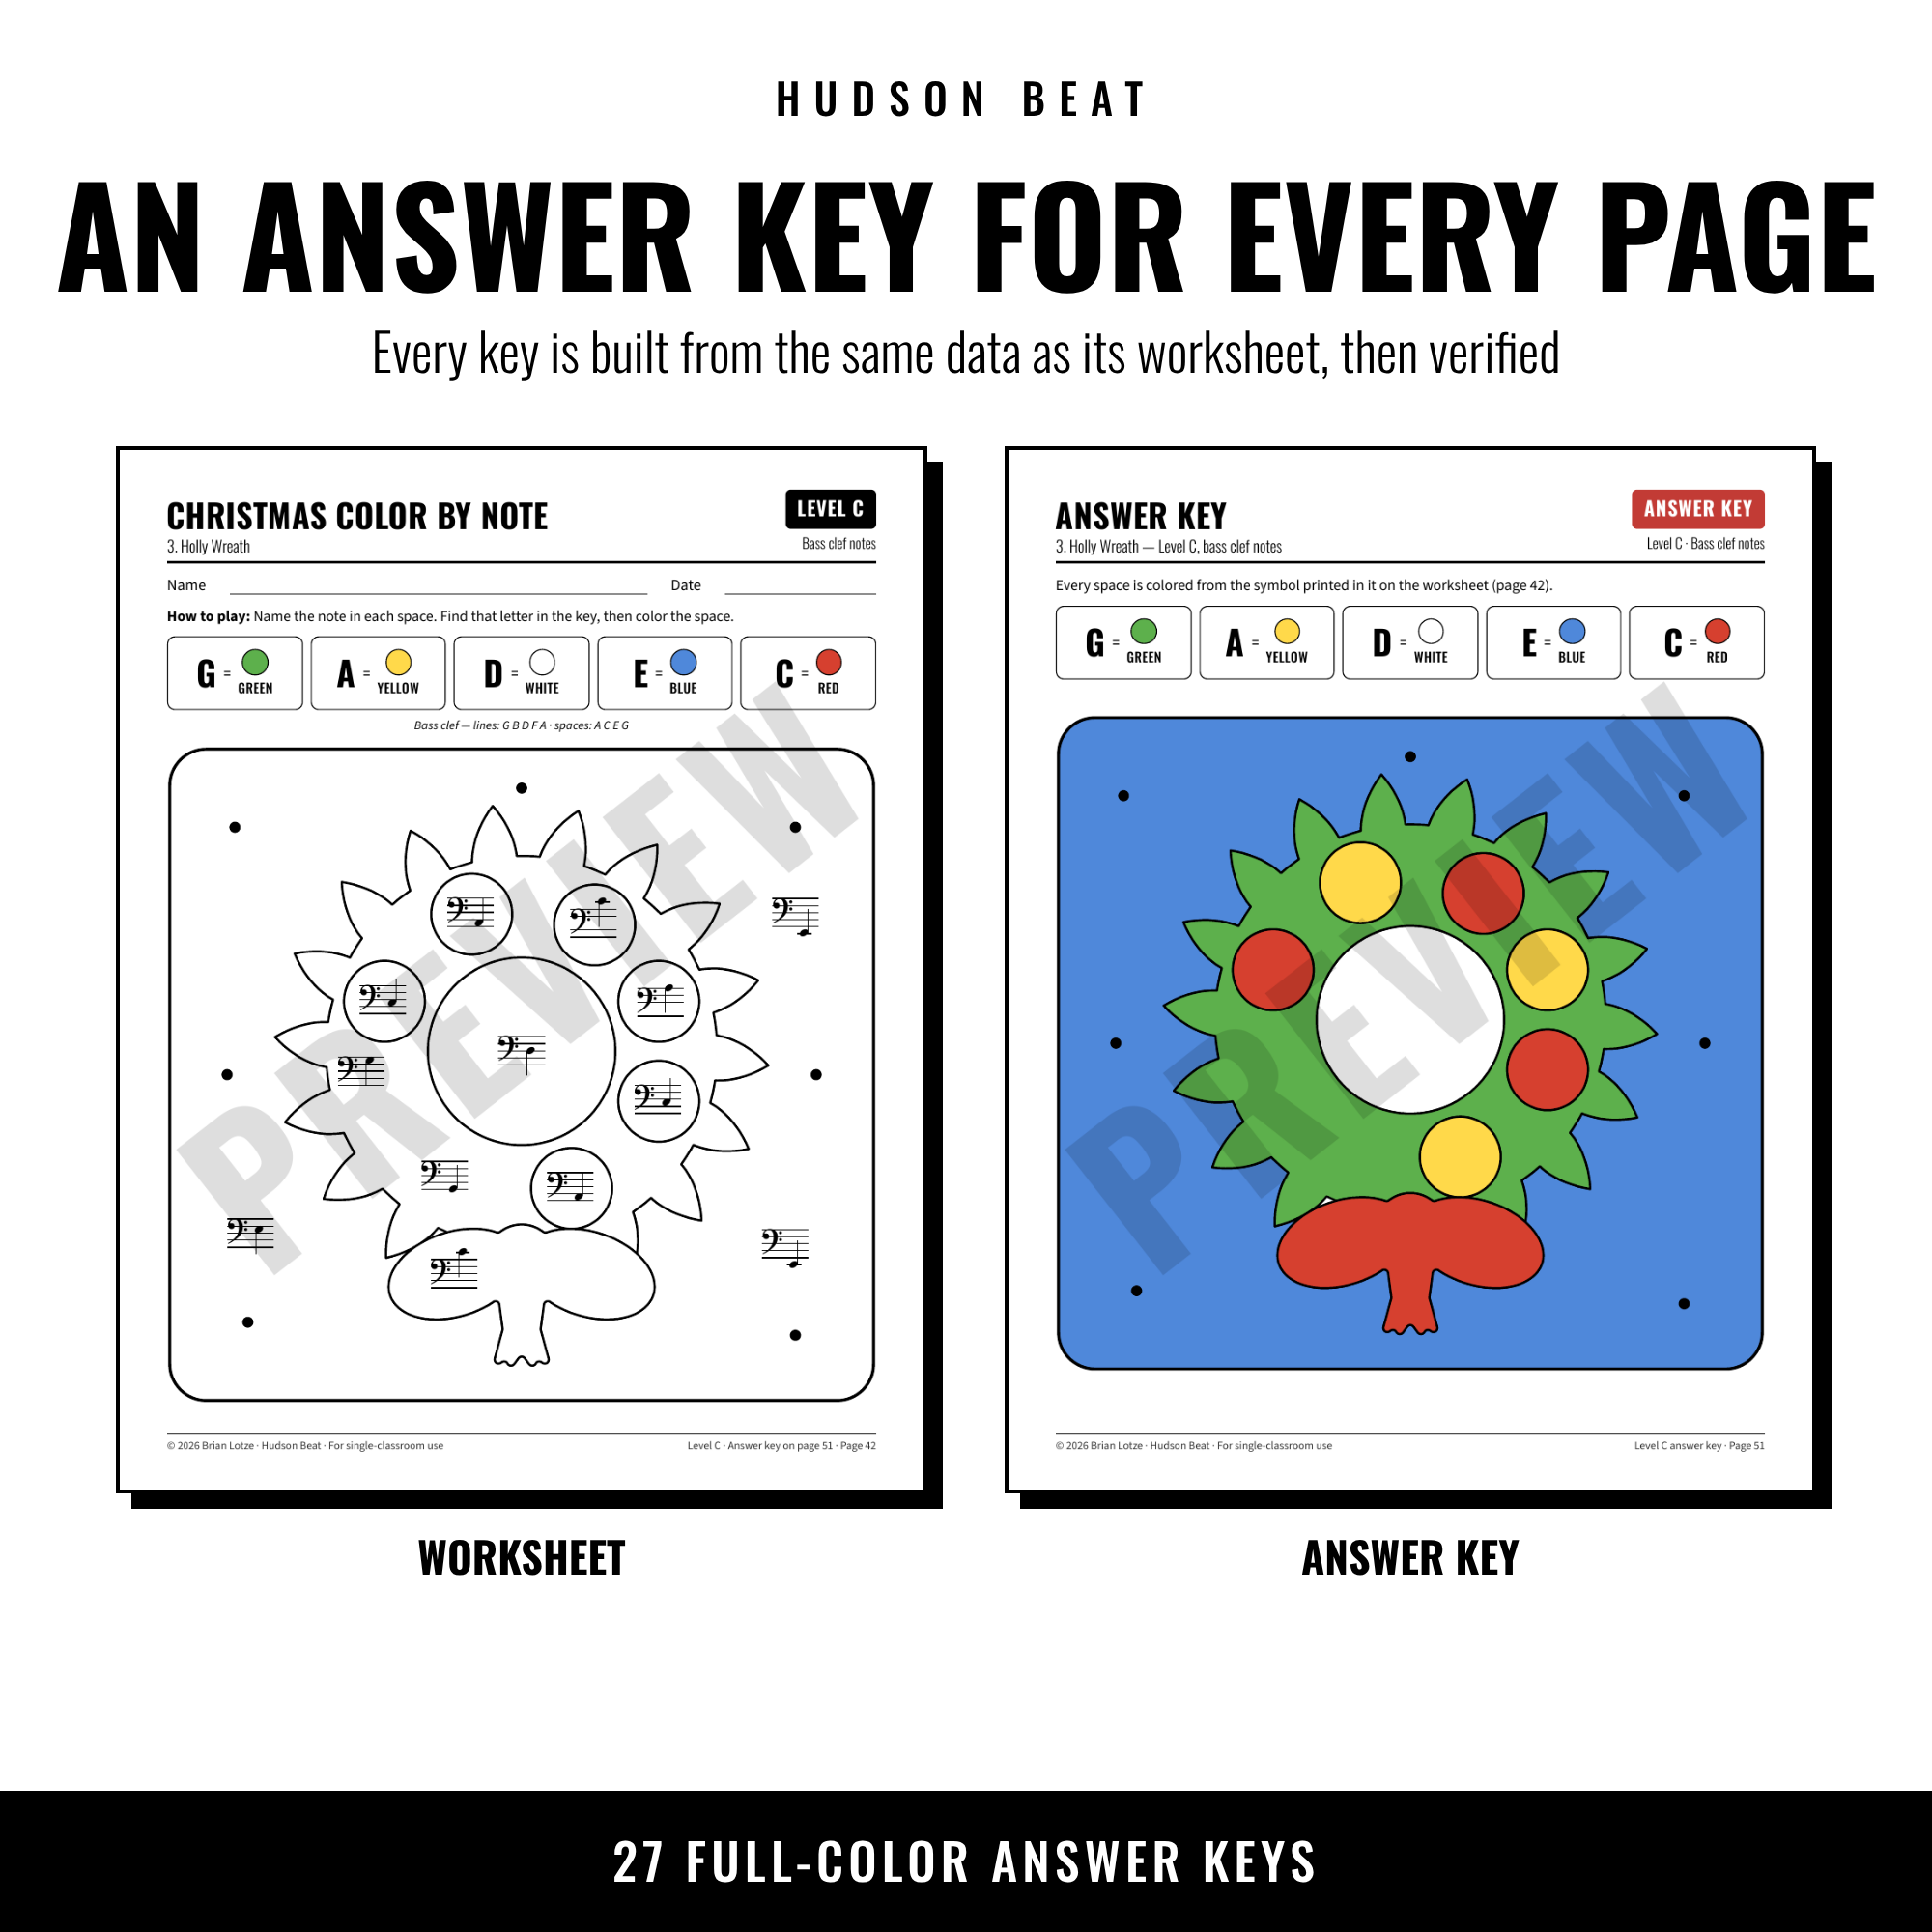 HUDSON BEAT
AN ANSWER KEY FOR EVERY PAGE
Every key is built from the same data as its worksheet, then verified
CHRISTMAS COLOR BY NOTE
LEVEL C
3. Holly Wreath
Bass clef notes
Name
Date
How to play: Name the note in each space. Find that letter in the key, then color the space.
G = GREEN
A = YELLOW
D = WHITE
E = BLUE
C = RED
Bass clef — lines: G B D F A · spaces: A C E G
PREVIEW
© 2026 Brian Lotze · Hudson Beat · For single-classroom use
Level C · Answer key on page 51 · Page 42
WORKSHEET
ANSWER KEY
ANSWER KEY
3. Holly Wreath — Level C, bass clef notes
Level C · Bass clef notes
Every space is colored from the symbol printed in it on the worksheet (page 42).
G = GREEN
A = YELLOW
D = WHITE
E = BLUE
C = RED
PREVIEW
© 2026 Brian Lotze · Hudson Beat · For single-classroom use
Level C answer key · Page 51
ANSWER KEY
27 FULL-COLOR ANSWER KEYS